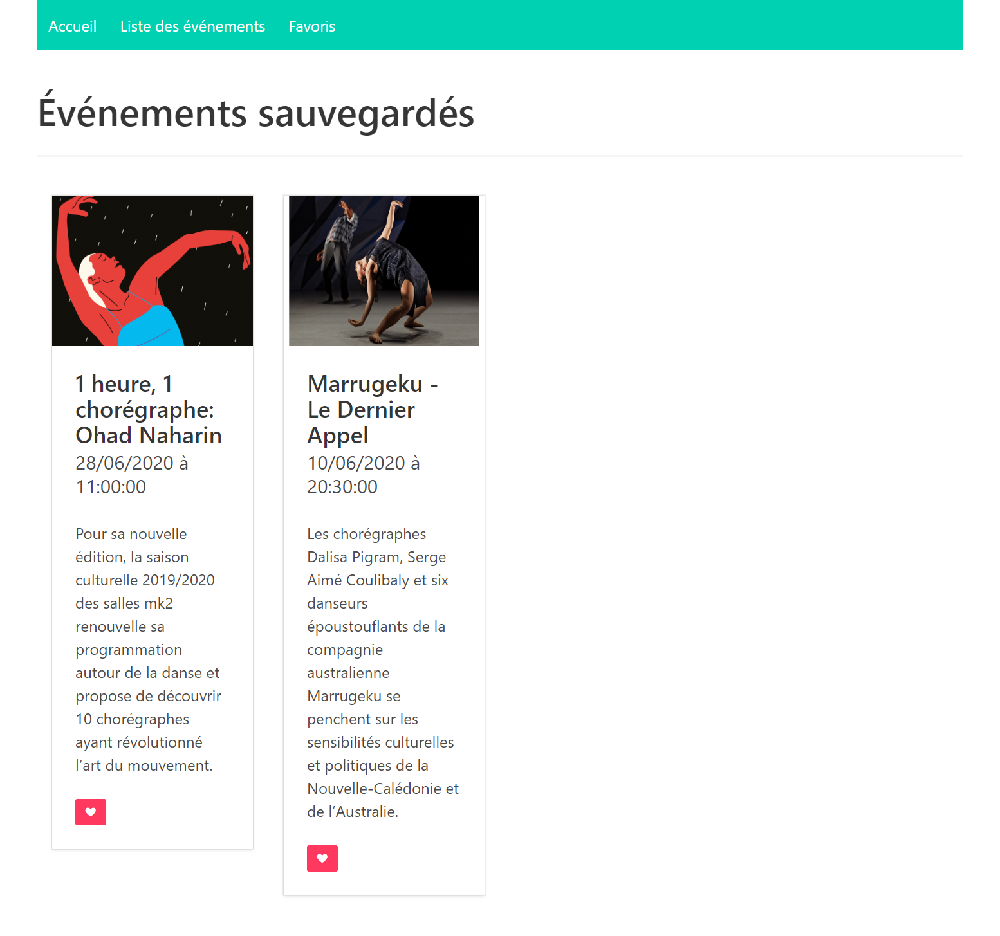 Accueil Liste des événements Favoris
Événements sauvegardés
1 heure, 1
chorégraphe:
Ohad Naharin
28/06/2020 à
11:00:00
Pour sa nouvelle
édition, la saison
culturelle 2019/2020
des salles mk2
renouvelle sa
programmation
autour de la danse et
propose de découvrir
10 chorégraphes
ayant révolutionné
l’art du mouvement.
Marrugeku -
Le Dernier
Appel
10/06/2020 à
20:30:00
Les chorégraphes
Dalisa Pigram, Serge
Aimé Coulibaly et six
danseurs
époustouflants de la
compagnie
australienne
Marrugeku se
penchent sur les
sensibilités culturelles
et politiques de la
Nouvelle-Calédonie et
de l’Australie.